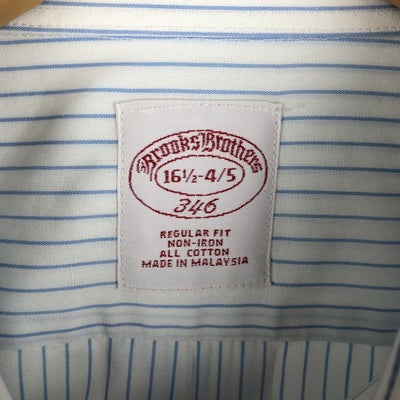 Brooks Brothers
16½-4/5
346
REGULAR FIT
NON-IRON
ALL COTTON
MADE IN MALAYSIA